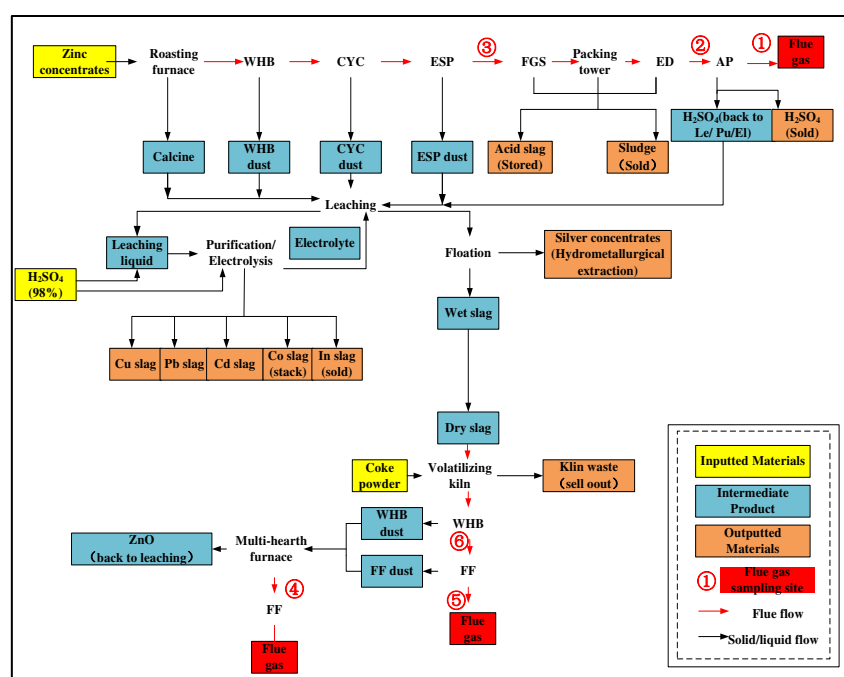 Zinc
concentrates
Roasting
furnace
WHB
CYC
ESP
③
FGS
Packing
tower
ED
②
AP
①
Flue
gas
Calcine
WHB
dust
CYC
dust
ESP dust
Acid slag
(Stored)
Sludge
（Sold）
H₂SO₄(back to
Le/ Pu/El)
H₂SO₄
(Sold)
Leaching
Leaching
liquid
Purification/
Electrolysis
Electrolyte
Floation
Silver concentrates
(Hydrometallurgical
extraction)
H₂SO₄
(98%)
Wet slag
Cu slag
Pb slag
Cd slag
Co slag
(stack)
In slag
(sold)
Dry slag
Coke
powder
Volatilizing
kiln
Klin waste
（sell oout）
WHB
dust
WHB
⑥
ZnO
（back to leaching）
Multi-hearth
furnace
FF dust
FF
④
⑤
FF
Flue
gas
Flue
gas
Inputted Materials
Intermediate
Product
Outputted
Materials
①
Flue gas
sampling site
Flue flow
Solid/liquid flow